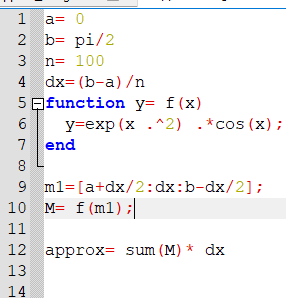 1 a= 0
2 b= pi/2
3 n= 100
4 dx=(b-a)/n
5 function y= f(x)
6 y=exp(x .^2) .*cos(x);
7 end
8
9 m1=[a+dx/2:dx:b-dx/2];
10 M= f(m1);
11
12 approx= sum(M)* dx
13
14